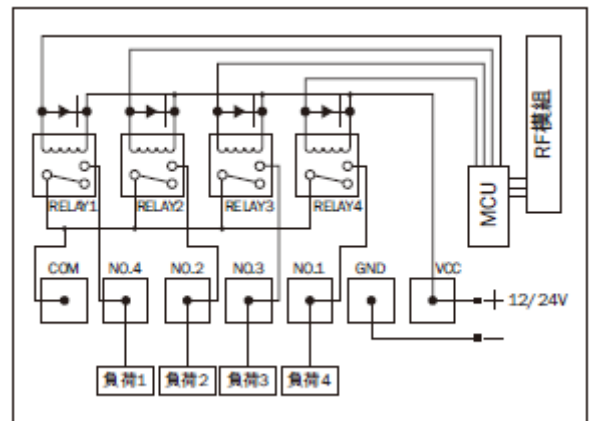 RF模組
MCU
RELAY1 RELAY2 RELAY3 RELAY4
COM NO.4 NO.2 NO.3 NO.1 GND VCC
12/24V
負荷1 負荷2 負荷3 負荷4